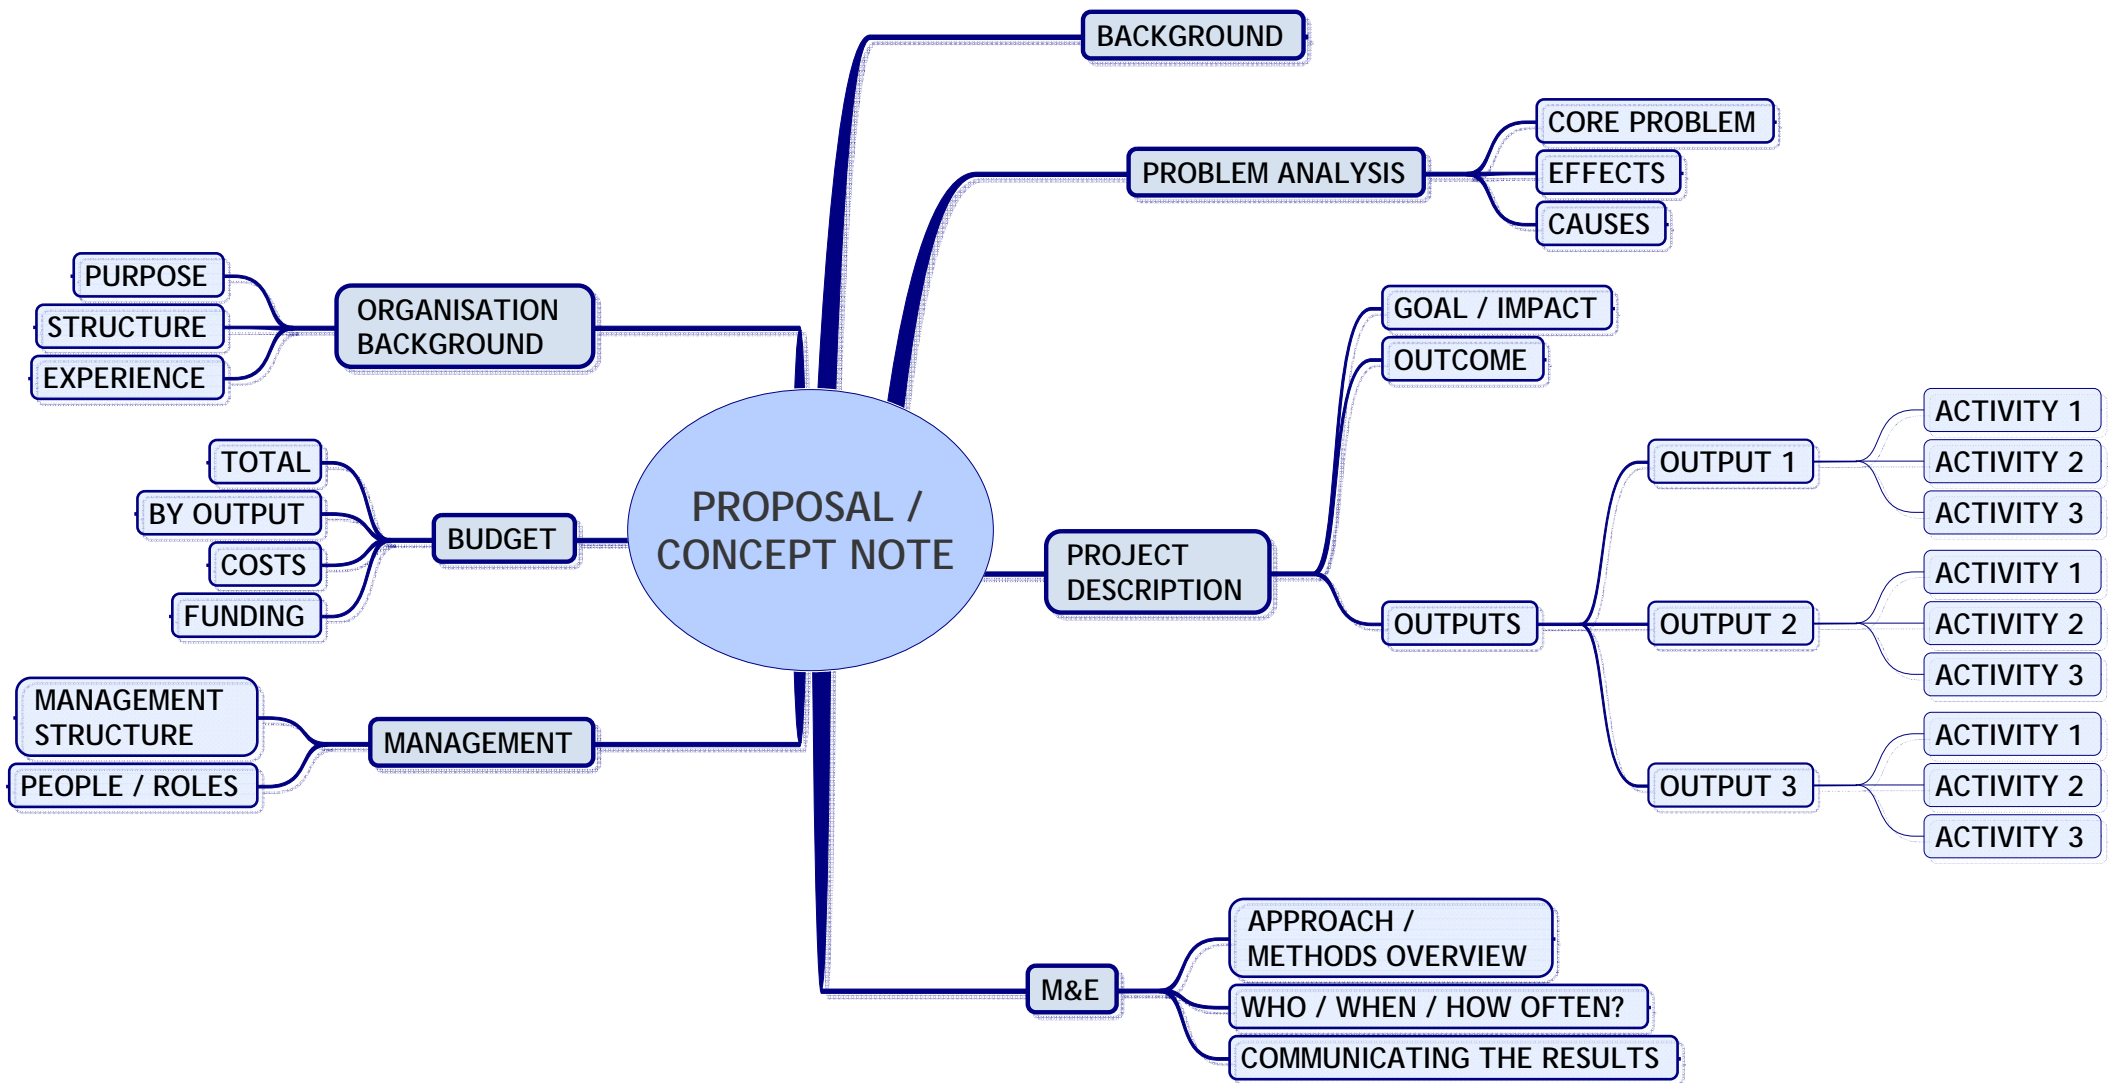 PROPOSAL /
CONCEPT NOTE
BACKGROUND
PROBLEM ANALYSIS
CORE PROBLEM
EFFECTS
CAUSES
PROJECT
DESCRIPTION
GOAL / IMPACT
OUTCOME
OUTPUTS
OUTPUT 1
ACTIVITY 1
ACTIVITY 2
ACTIVITY 3
OUTPUT 2
ACTIVITY 1
ACTIVITY 2
ACTIVITY 3
OUTPUT 3
ACTIVITY 1
ACTIVITY 2
ACTIVITY 3
M&E
APPROACH /
METHODS OVERVIEW
WHO / WHEN / HOW OFTEN?
COMMUNICATING THE RESULTS
MANAGEMENT
MANAGEMENT
STRUCTURE
PEOPLE / ROLES
BUDGET
TOTAL
BY OUTPUT
COSTS
FUNDING
ORGANISATION
BACKGROUND
PURPOSE
STRUCTURE
EXPERIENCE